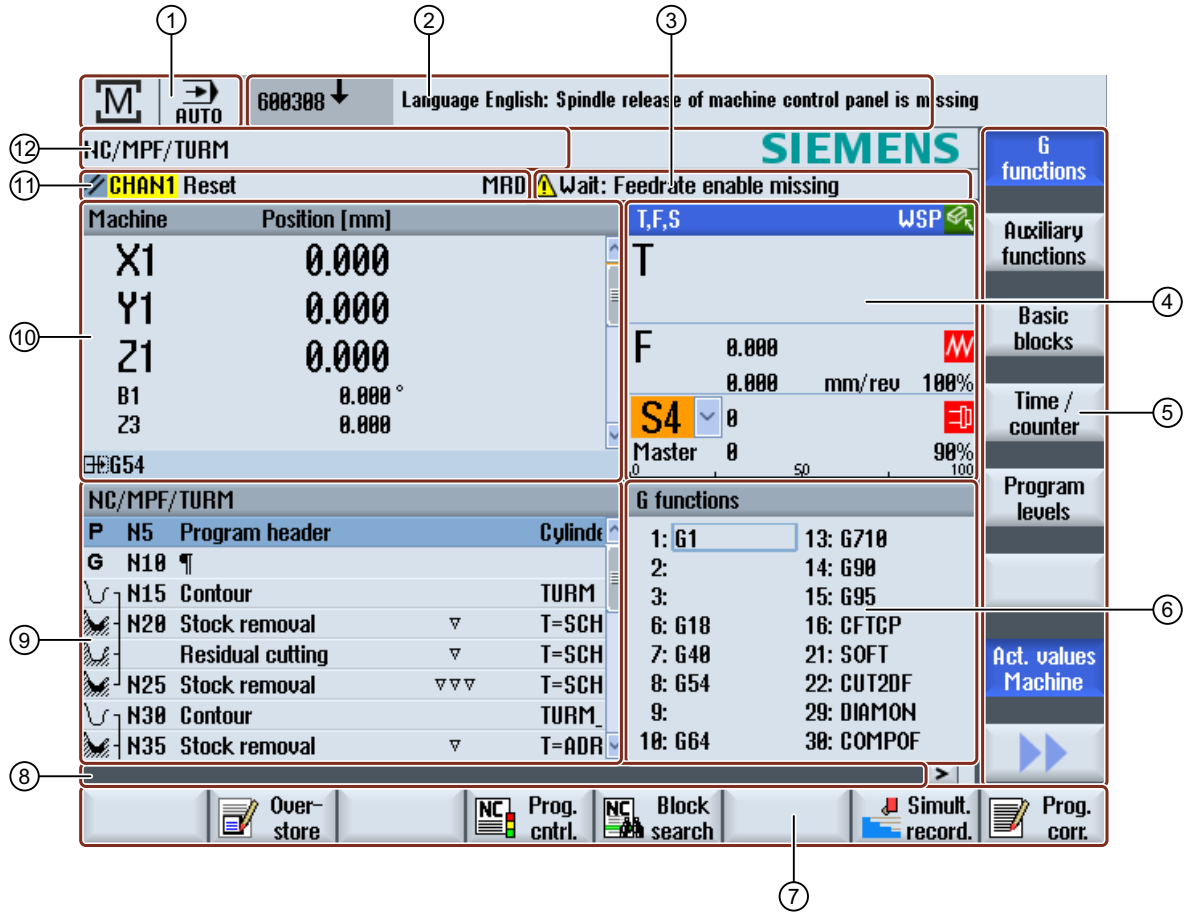 1 2 3
M AUTO 600308 Language English: Spindle release of machine control panel is missing
12 NC/MPF/TURM SIEMENS
11 CHAN1 Reset MRD Wait: Feedrate enable missing
Machine Position [mm]
X1 0.000
Y1 0.000
10
Z1 0.000
B1 0.000 °
Z3 0.000
G54
T,F,S WSP
T
4
F 0.000
0.000 mm/rev 100%
S4 0
Master 0 90%
0 50 100
G functions
Auxiliary functions
Basic blocks
Time / counter
5
Program levels
Act. values Machine
NC/MPF/TURM
P N5 Program header Cylinde
G N10 ¶
N15 Contour TURM
N20 Stock removal T=SCH
9
Residual cutting T=SCH
N25 Stock removal T=SCH
N30 Contour TURM_
N35 Stock removal T=ADR
G functions
1: G1 13: G710
2: 14: G90
3: 15: G95
6
6: G18 16: CFTCP
7: G40 21: SOFT
8: G54 22: CUT2DF
9: 29: DIAMON
10: G64 30: COMPOF
8 >
Over-store
NC Prog. cntrl.
NC Block search
Simult. record.
Prog. corr.
7